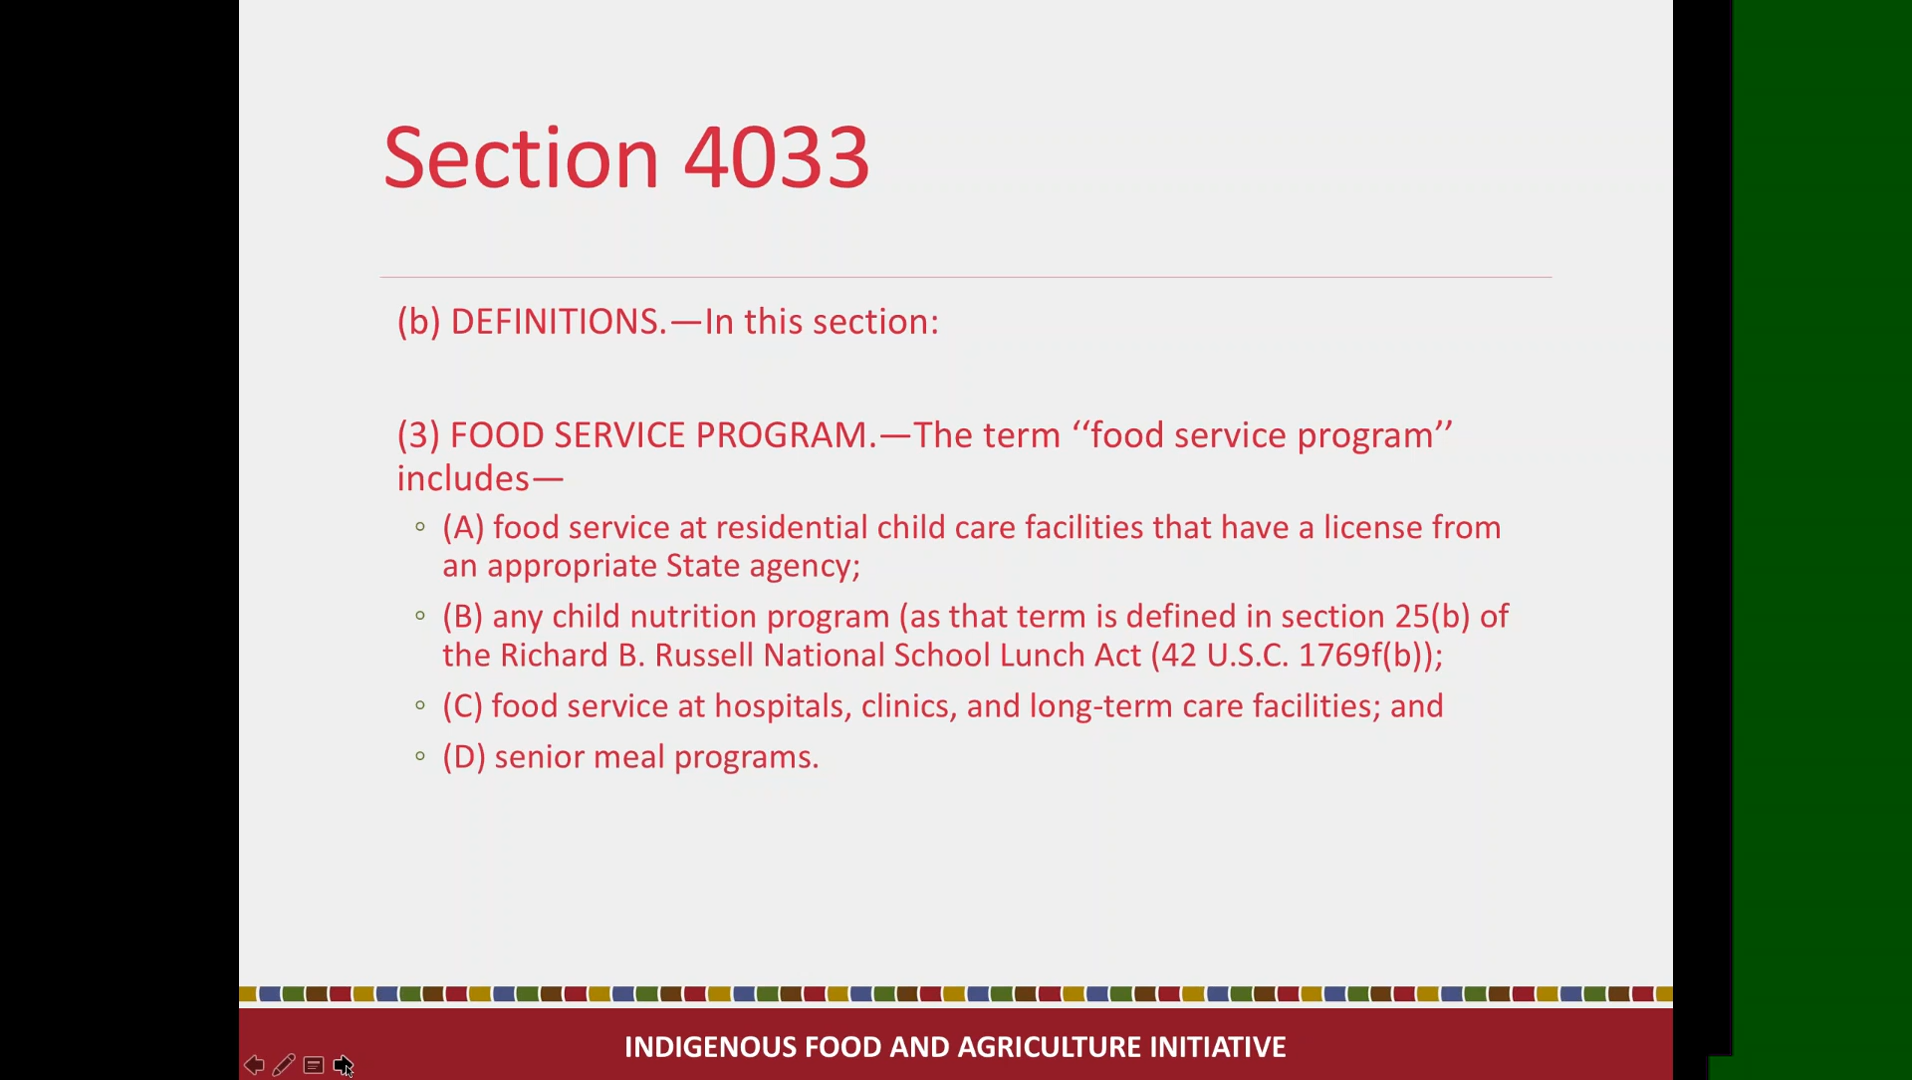 Section 4033
(b) DEFINITIONS.—In this section:
(3) FOOD SERVICE PROGRAM.—The term ‘‘food service program’’
includes—
(A) food service at residential child care facilities that have a license from
an appropriate State agency;
(B) any child nutrition program (as that term is defined in section 25(b) of
the Richard B. Russell National School Lunch Act (42 U.S.C. 1769f(b));
(C) food service at hospitals, clinics, and long-term care facilities; and
(D) senior meal programs.
INDIGENOUS FOOD AND AGRICULTURE INITIATIVE